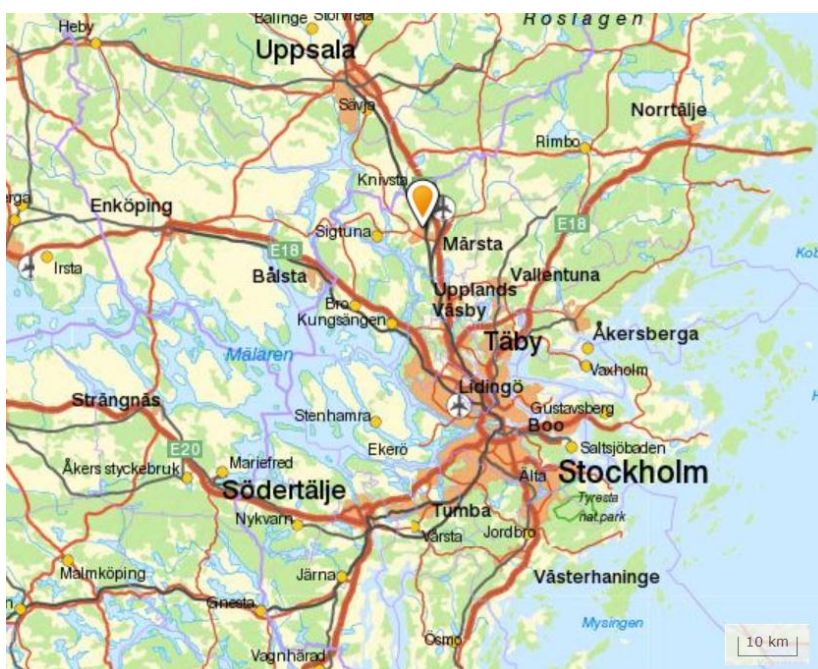 Bälinge
Storvreta
Roslagen
Heby
Uppsala
Sävja
Norrtälje
Rimbo
Knivsta
Enköping
Sigtuna
E18
E18
Märsta
Irsta
Bålsta
Vallentuna
Upplands
Väsby
Bro
Kungsängen
Täby
Åkersberga
Mälaren
Vaxholm
Lidingö
Strängnäs
Stenhamra
Gustavsberg
Boo
Ekerö
Saltsjöbaden
E20
Åkers styckebruk
Mariefred
Södertälje
Älta
Stockholm
Tyresta
nat.park
Nykvarn
Tumba
Vårsta
Jordbro
Malmköping
Järna
Västerhaninge
Gnesta
Mysingen
Ösmo
Vagnhärad
10 km